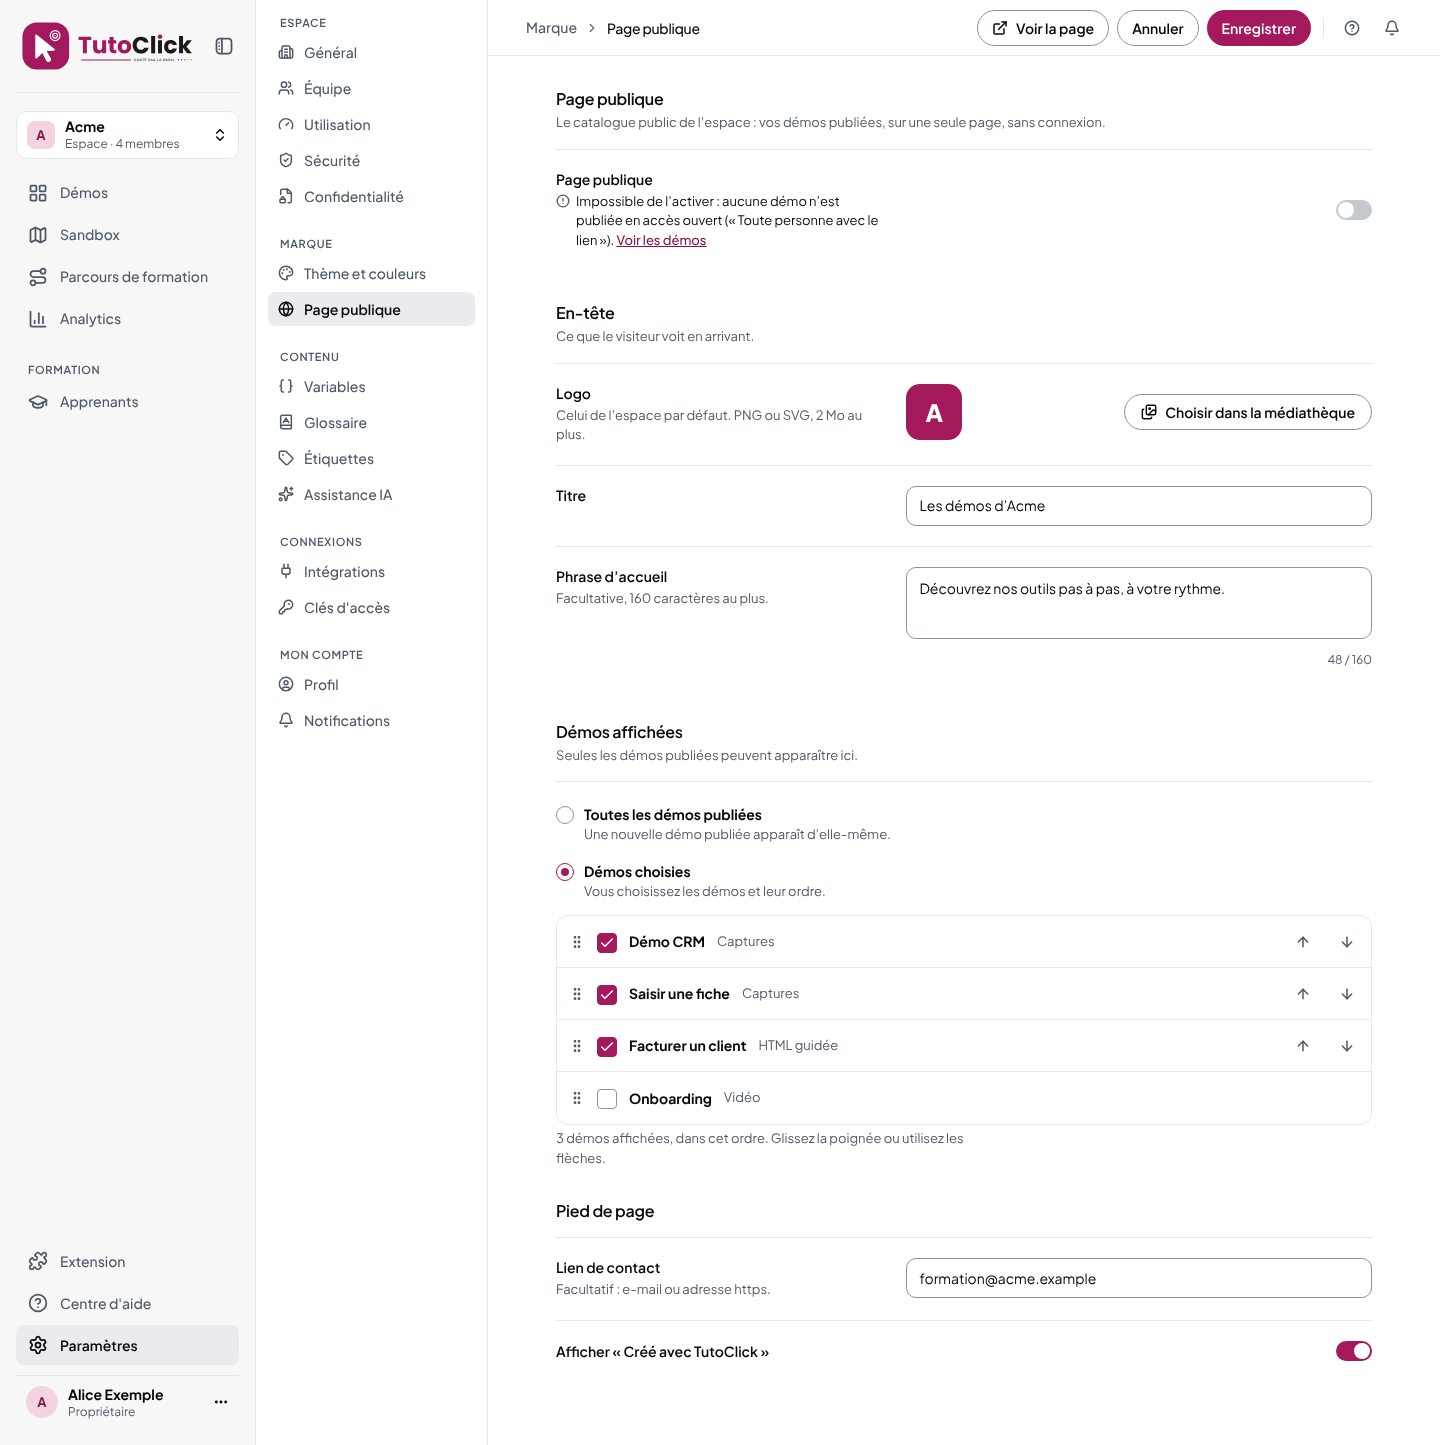 TutoClick
A
Acme
Espace · 4 membres
Démos
Sandbox
Parcours de formation
Analytics
FORMATION
Apprenants
Extension
Centre d'aide
Paramètres
A
Alice Exemple
Propriétaire
ESPACE
Général
Équipe
Utilisation
Sécurité
Confidentialité
MARQUE
Thème et couleurs
Page publique
CONTENU
Variables
Glossaire
Étiquettes
Assistance IA
CONNEXIONS
Intégrations
Clés d'accès
MON COMPTE
Profil
Notifications
Marque
Page publique
Voir la page
Annuler
Enregistrer
Page publique
Le catalogue public de l’espace : vos démos publiées, sur une seule page, sans connexion.
Page publique
Impossible de l’activer : aucune démo n’est
publiée en accès ouvert (« Toute personne avec le
lien »). Voir les démos
En-tête
Ce que le visiteur voit en arrivant.
Logo
Celui de l’espace par défaut. PNG ou SVG, 2 Mo au
plus.
A
Choisir dans la médiathèque
Titre
Les démos d’Acme
Phrase d’accueil
Facultative, 160 caractères au plus.
Découvrez nos outils pas à pas, à votre rythme.
48 / 160
Démos affichées
Seules les démos publiées peuvent apparaître ici.
Toutes les démos publiées
Une nouvelle démo publiée apparaît d’elle-même.
Démos choisies
Vous choisissez les démos et leur ordre.
Démo CRM Captures
Saisir une fiche Captures
Facturer un client HTML guidée
Onboarding Vidéo
3 démos affichées, dans cet ordre. Glissez la poignée ou utilisez les
flèches.
Pied de page
Lien de contact
Facultatif : e-mail ou adresse https.
formation@acme.example
Afficher « Créé avec TutoClick »